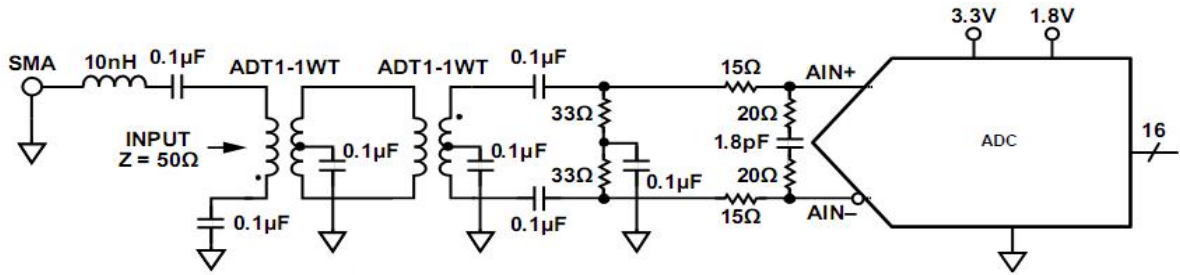 3.3V 1.8V
SMA
10nH
0.1µF
ADT1-1WT
ADT1-1WT
0.1µF
15Ω
AIN+
33Ω
20Ω
INPUT
Z = 50Ω
0.1µF
0.1µF
1.8pF
ADC
16
33Ω
0.1µF
20Ω
0.1µF
0.1µF
15Ω
AIN–